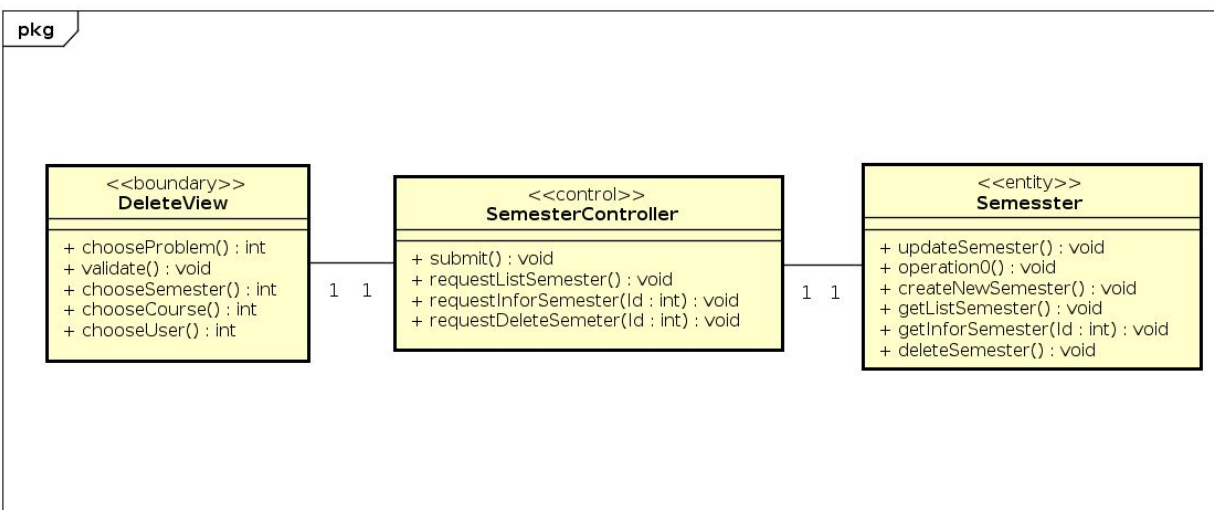 pkg
<<boundary>>
DeleteView
+ chooseProblem() : int
+ validate() : void
+ chooseSemester() : int
+ chooseCourse() : int
+ chooseUser() : int
1 1
<<control>>
SemesterController
+ submit() : void
+ requestListSemester() : void
+ requestInforSemester(Id : int) : void
+ requestDeleteSemeter(Id : int) : void
1 1
<<entity>>
Semesster
+ updateSemester() : void
+ operation0() : void
+ createNewSemester() : void
+ getListSemester() : void
+ getInforSemester(Id : int) : void
+ deleteSemester() : void